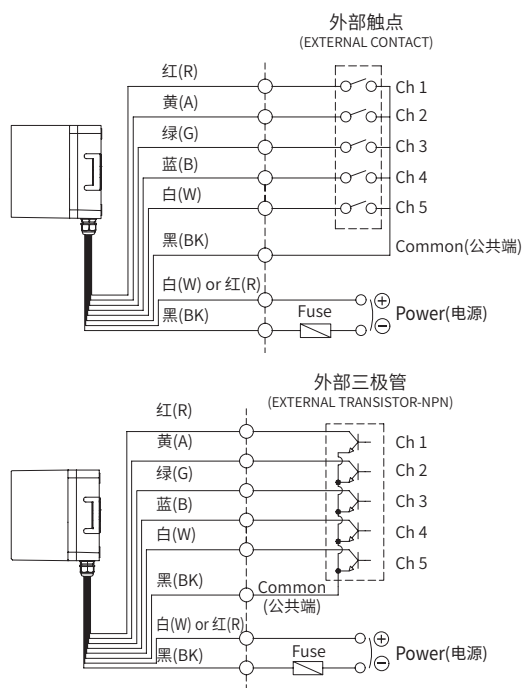 外部触点
(EXTERNAL CONTACT)
红(R)
Ch 1
黄(A)
Ch 2
绿(G)
Ch 3
蓝(B)
Ch 4
白(W)
Ch 5
黑(BK)
Common(公共端)
白(W) or 红(R)
Fuse
Power(电源)
黑(BK)
外部三极管
(EXTERNAL TRANSISTOR-NPN)
红(R)
黄(A)
Ch 1
绿(G)
Ch 2
蓝(B)
Ch 3
白(W)
Ch 4
Ch 5
黑(BK)
Common
(公共端)
白(W) or 红(R)
黑(BK)
Fuse
Power(电源)